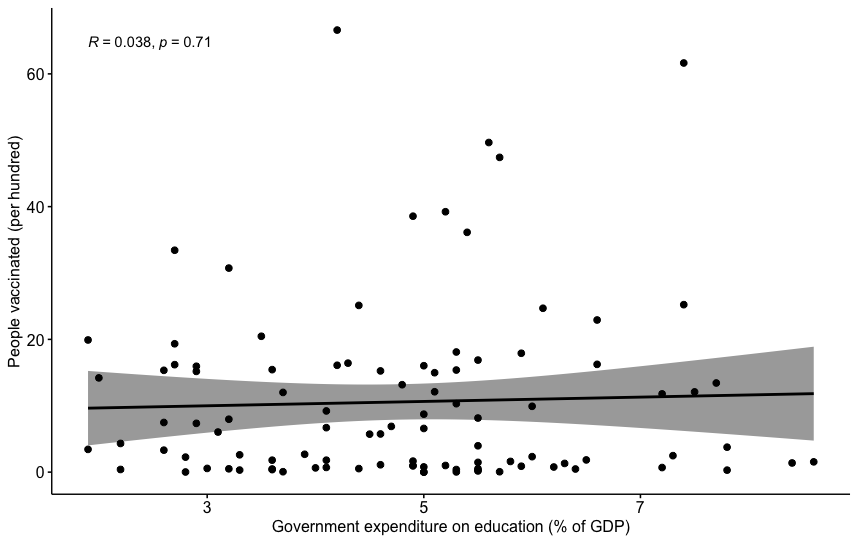 R = 0.038, p = 0.71
60
40
20
0
People vaccinated (per hundred)
3 5 7
Government expenditure on education (% of GDP)